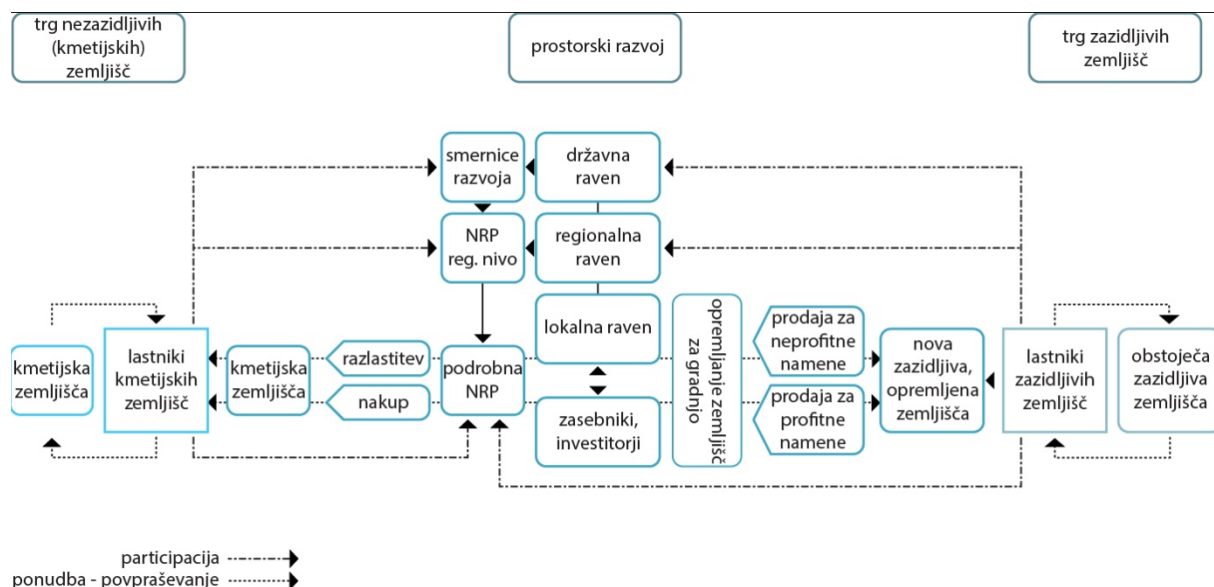 trg nezazidljivih
(kmetijskih)
zemljišč
prostorski razvoj
trg zazidljivih
zemljišč
smernice
razvoja
državna
raven
NRP
reg. nivo
regionalna
raven
lokalna raven
kmetijska
zemljišča
lastniki
kmetijskih
zemljišč
kmetijska
zemljišča
razlastitev
nakup
podrobna
NRP
zasebniki,
investitorji
opremljanje zemljišč
za gradnjo
prodaja za
neprofitne
namene
prodaja za
profitne
namene
nova
zazidljiva,
opremljena
zemljišča
lastniki
zazidljivih
zemljišč
obstoječa
zazidljiva
zemljišča
participacija
ponudba - povpraševanje